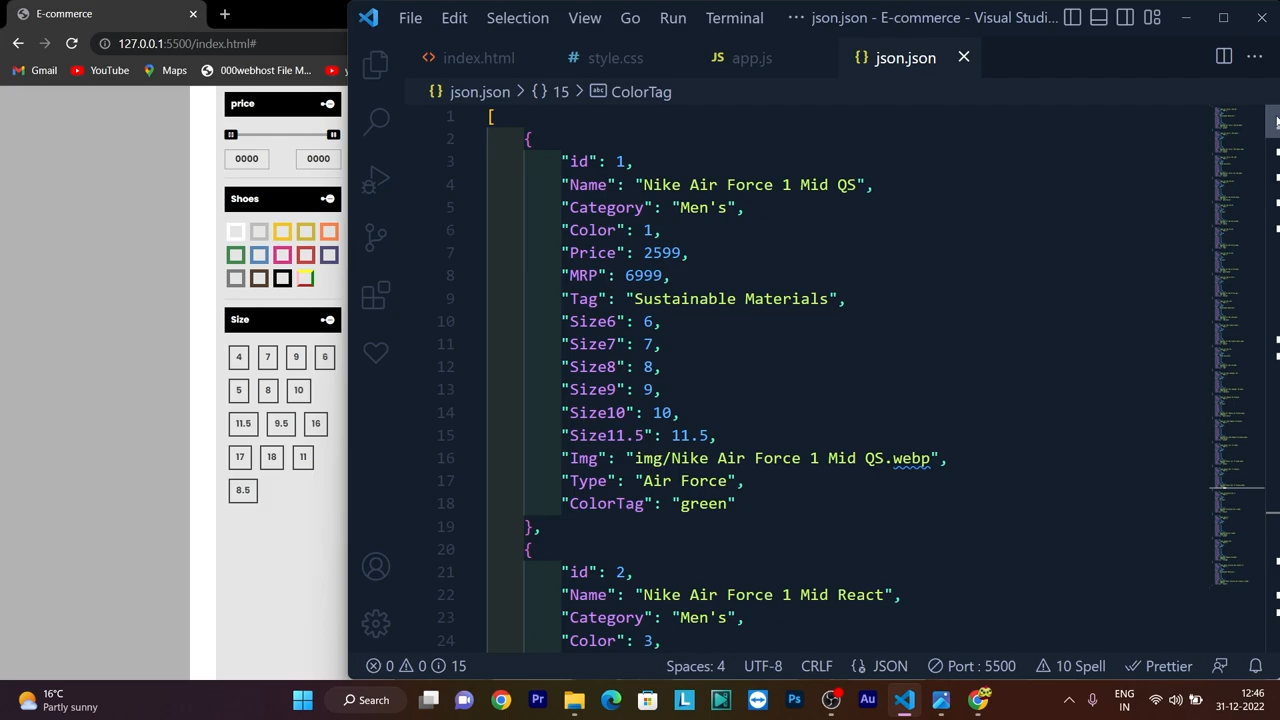 E-commerce
127.0.0.1:5500/index.html#
Gmail
YouTube
Maps
000webhost File M...
price
0000
0000
Shoes
Size
4
7
9
6
5
8
10
11.5
9.5
16
17
18
11
8.5
File
Edit
Selection
View
Go
Run
Terminal
···
json.json - E-commerce - Visual Studi...
<> index.html
# style.css
JS app.js
{} json.json
{} json.json > {} 15 > abc ColorTag
1 [
2 {
3 "id": 1,
4 "Name": "Nike Air Force 1 Mid QS",
5 "Category": "Men's",
6 "Color": 1,
7 "Price": 2599,
8 "MRP": 6999,
9 "Tag": "Sustainable Materials",
10 "Size6": 6,
11 "Size7": 7,
12 "Size8": 8,
13 "Size9": 9,
14 "Size10": 10,
15 "Size11.5": 11.5,
16 "Img": "img/Nike Air Force 1 Mid QS.webp",
17 "Type": "Air Force",
18 "ColorTag": "green"
19 },
20 {
21 "id": 2,
22 "Name": "Nike Air Force 1 Mid React",
23 "Category": "Men's",
24 "Color": 3,
0
0
15
Spaces: 4
UTF-8
CRLF
JSON
Port : 5500
10 Spell
Prettier
16°C
Partly sunny
Search
Pr
L
Ps
Au
ENG
IN
12:46
31-12-2022